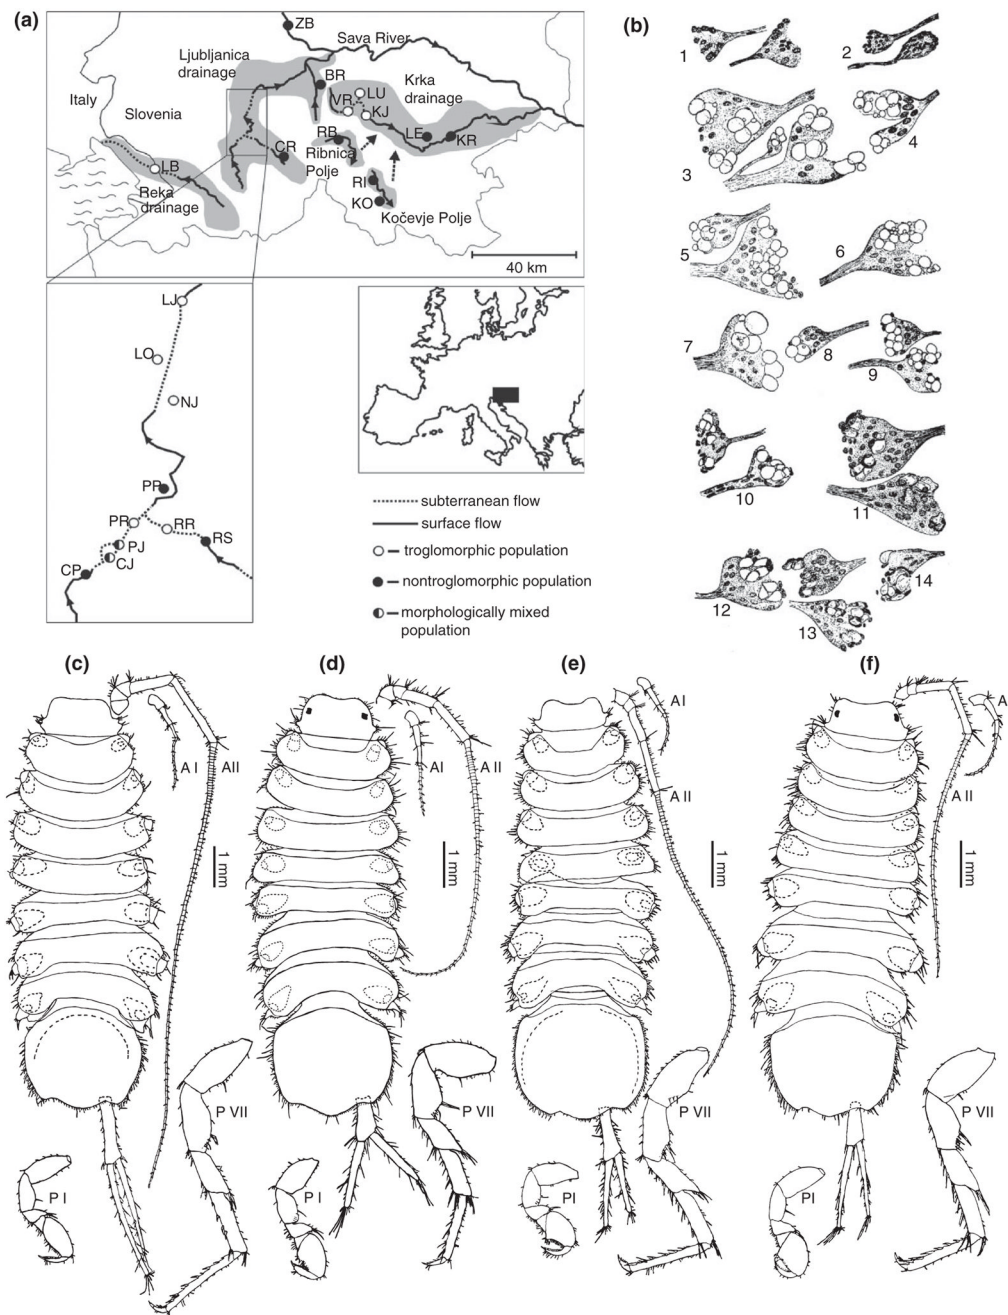 (a)
ZB
Sava River
Ljubljanica
drainage
BR
LU
VR
KJ
Krka
drainage
Italy
Slovenia
LE
KR
RB
Ribnica
Polje
CR
LB
Reka
drainage
RI
KO
Kočevje Polje
40 km
LJ
LO
NJ
PR
PR
RR
PJ
RS
CJ
CP
subterranean flow
surface flow
troglomorphic population
nontroglomorphic population
morphologically mixed
population
(b)
1
2
3
4
5
6
7
8
9
10
11
12
13
14
(c)
A I
AII
1 mm
P VII
P I
(d)
AI
A II
1 mm
P VII
P I
(e)
A I
A II
1 mm
P VII
PI
(f)
A
A II
1 mm
P VII
PI